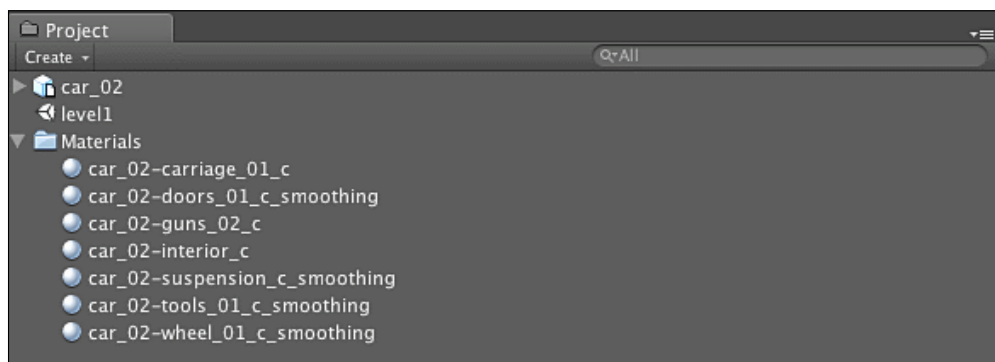 Project
Create
All
car_02
level1
Materials
car_02-carriage_01_c
car_02-doors_01_c_smoothing
car_02-guns_02_c
car_02-interior_c
car_02-suspension_c_smoothing
car_02-tools_01_c_smoothing
car_02-wheel_01_c_smoothing